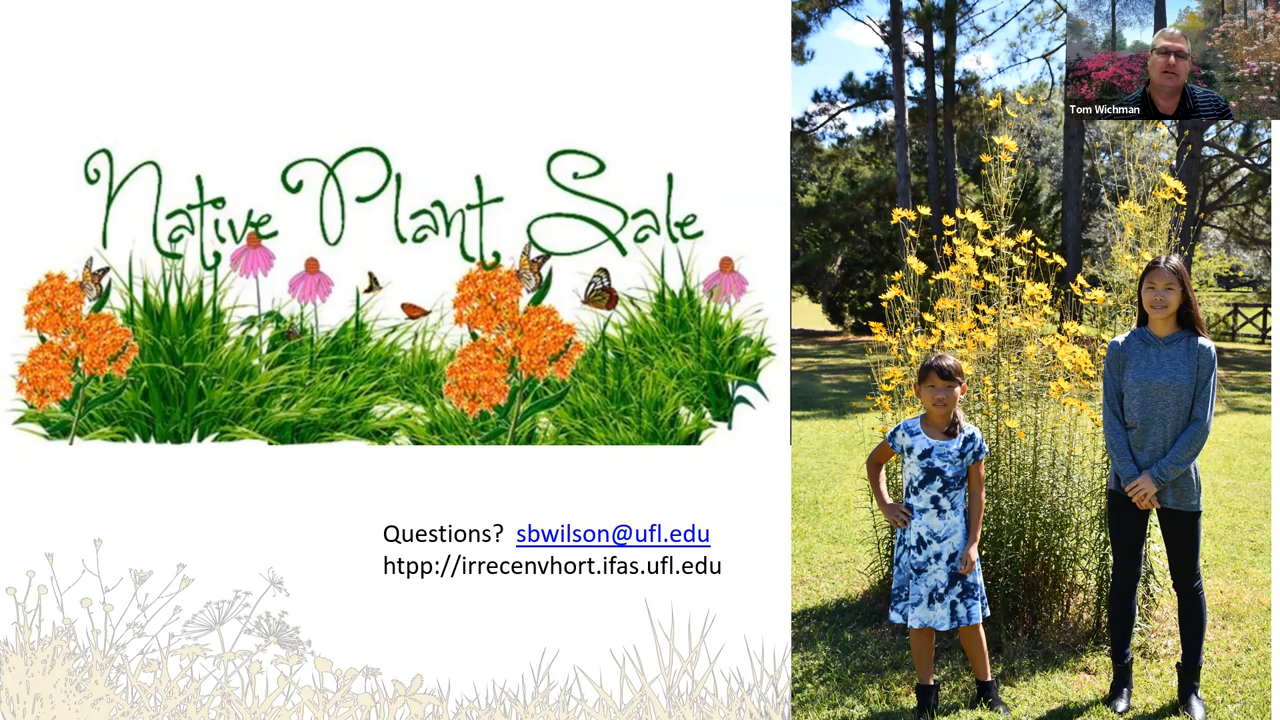 Native Plant Sale
Tom Wichman
Questions?  sbwilson@ufl.edu
htpp://irrecenvhort.ifas.ufl.edu